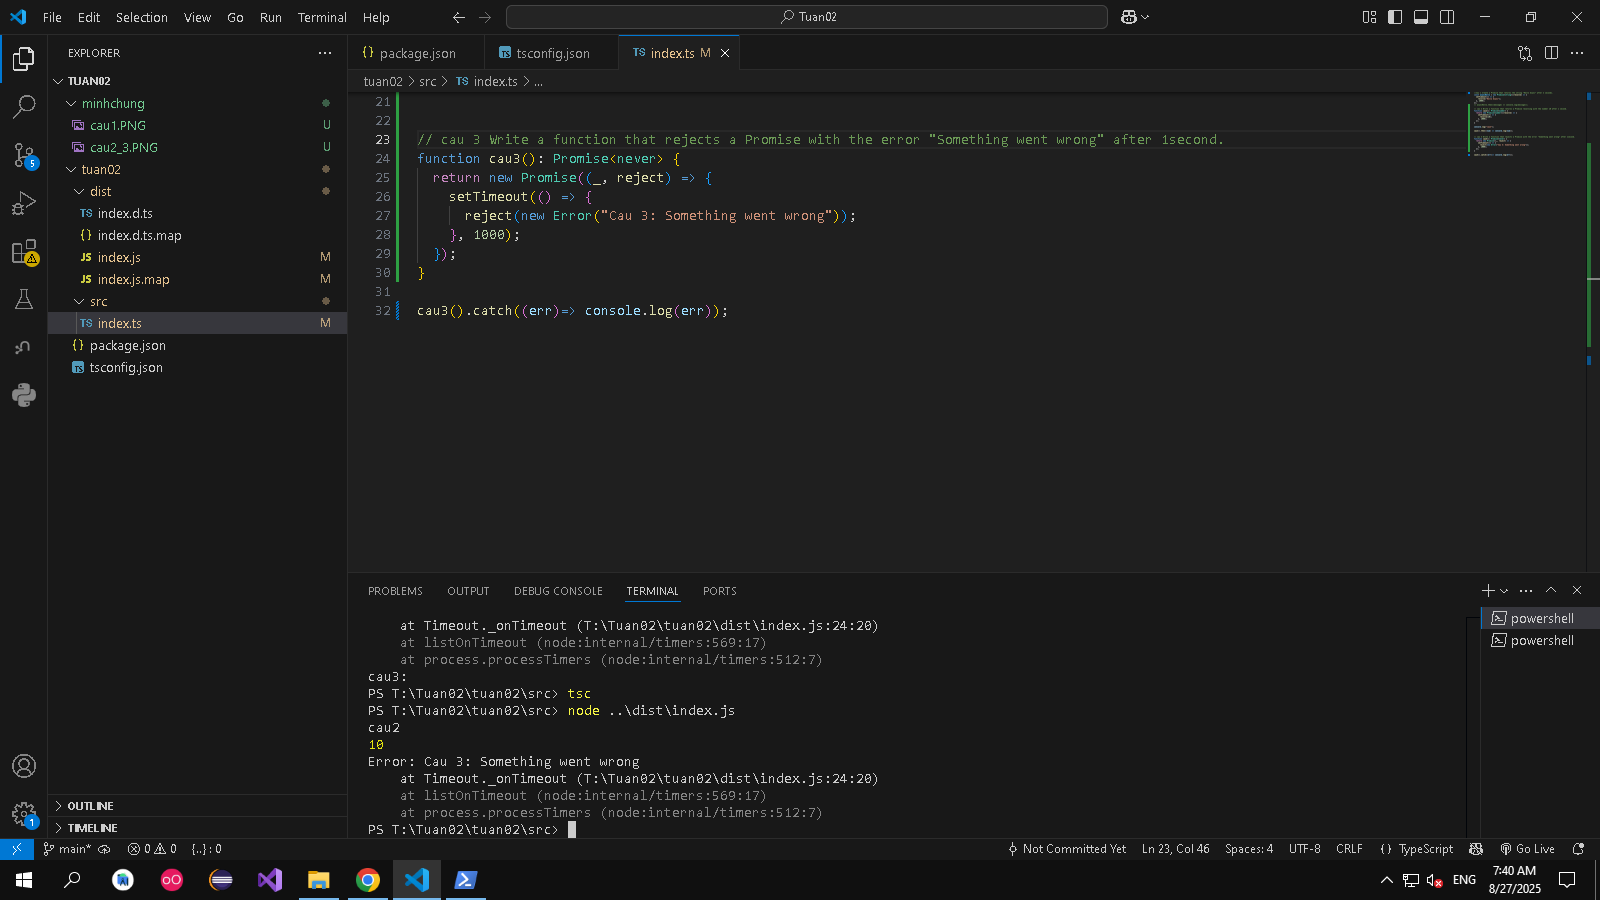 File Edit Selection View Go Run Terminal Help
Tuan02
EXPLORER
TUAN02
minhchung
cau1.PNG U
cau2_3.PNG U
tuan02
dist
TS index.d.ts
{} index.d.ts.map
JS index.js M
JS index.js.map M
src
TS index.ts M
{} package.json
TS tsconfig.json
OUTLINE
TIMELINE
5
1
{} package.json
TS tsconfig.json
TS index.ts M
tuan02 > src > TS index.ts > ...
21
22
23 // cau 3 Write a function that rejects a Promise with the error "Something went wrong" after 1second.
24 function cau3(): Promise<never> {
25 return new Promise((_, reject) => {
26 setTimeout(() => {
27 reject(new Error("Cau 3: Something went wrong"));
28 }, 1000);
29 });
30 }
31
32 cau3().catch((err)=> console.log(err));
PROBLEMS OUTPUT DEBUG CONSOLE TERMINAL PORTS
at Timeout._onTimeout (T:\Tuan02\tuan02\dist\index.js:24:20)
at listOnTimeout (node:internal/timers:569:17)
at process.processTimers (node:internal/timers:512:7)
cau3:
PS T:\Tuan02\tuan02\src> tsc
PS T:\Tuan02\tuan02\src> node ..\dist\index.js
cau2
10
Error: Cau 3: Something went wrong
at Timeout._onTimeout (T:\Tuan02\tuan02\dist\index.js:24:20)
at listOnTimeout (node:internal/timers:569:17)
at process.processTimers (node:internal/timers:512:7)
PS T:\Tuan02\tuan02\src>
powershell
powershell
main* 0 0 {..} : 0
Not Committed Yet Ln 23, Col 46 Spaces: 4 UTF-8 CRLF {} TypeScript Go Live
ENG
7:40 AM
8/27/2025